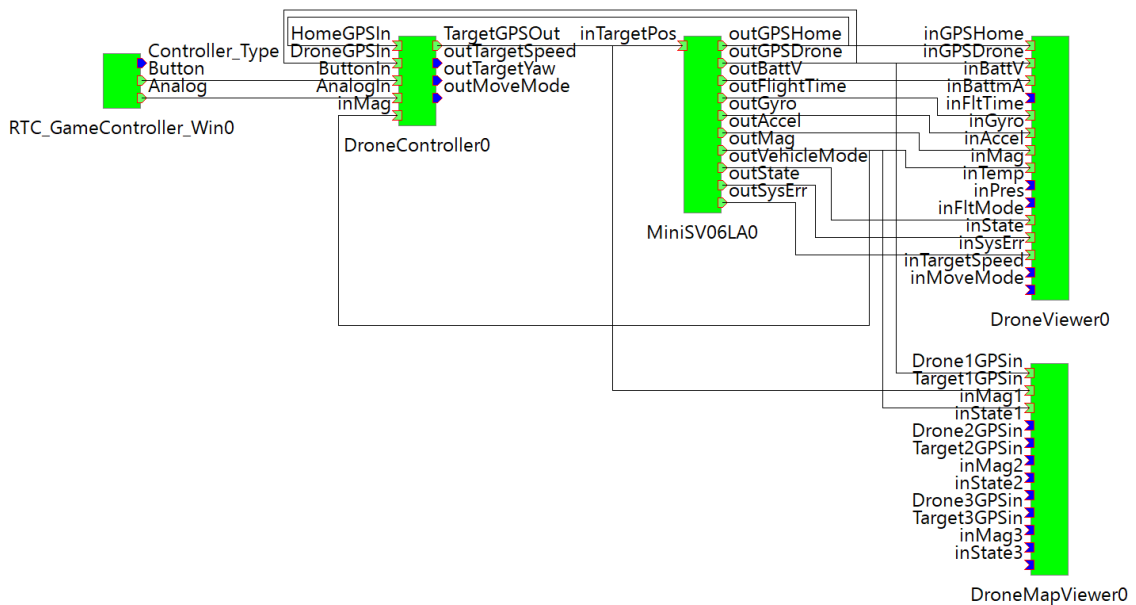 Controller_Type
Button
Analog
RTC_GameController_Win0
HomeGPSIn
DroneGPSIn
ButtonIn
AnalogIn
inMag
TargetGPSOut
outTargetSpeed
outTargetYaw
outMoveMode
DroneController0
inTargetPos
outGPSHome
outGPSDrone
outBattV
outFlightTime
outGyro
outAccel
outMag
outVehicleMode
outState
outSysErr
MiniSV06LA0
inGPSHome
inGPSDrone
inBattV
inBattmA
inFltTime
inGyro
inAccel
inMag
inTemp
inPres
inFltMode
inState
inSysErr
inTargetSpeed
inMoveMode
DroneViewer0
Drone1GPSin
Target1GPSin
inMag1
inState1
Drone2GPSin
Target2GPSin
inMag2
inState2
Drone3GPSin
Target3GPSin
inMag3
inState3
DroneMapViewer0